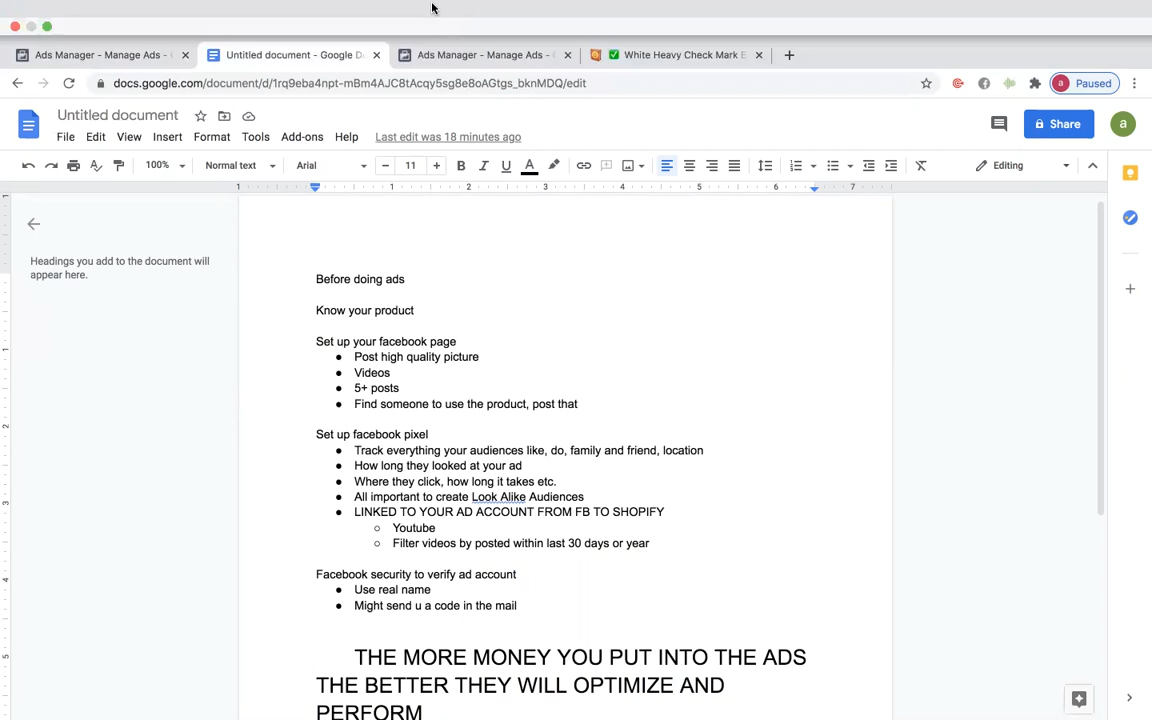 Ads Manager - Manage Ads -
Untitled document - Google D
Ads Manager - Manage Ads -
White Heavy Check Mark E
docs.google.com/document/d/1rq9eba4npt-mBm4AJC8tAcqy5sg8e8oAGtgs_bknMDQ/edit
a Paused
Untitled document
File Edit View Insert Format Tools Add-ons Help Last edit was 18 minutes ago
Share
a
100% Normal text Arial 11 B I U A Editing
1 1 2 3 4 5 6 7
Headings you add to the document will
appear here.
Before doing ads
Know your product
Set up your facebook page
● Post high quality picture
● Videos
● 5+ posts
● Find someone to use the product, post that
Set up facebook pixel
● Track everything your audiences like, do, family and friend, location
● How long they looked at your ad
● Where they click, how long it takes etc.
● All important to create Look Alike Audiences
● LINKED TO YOUR AD ACCOUNT FROM FB TO SHOPIFY
○ Youtube
○ Filter videos by posted within last 30 days or year
Facebook security to verify ad account
● Use real name
● Might send u a code in the mail
THE MORE MONEY YOU PUT INTO THE ADS
THE BETTER THEY WILL OPTIMIZE AND
PERFORM